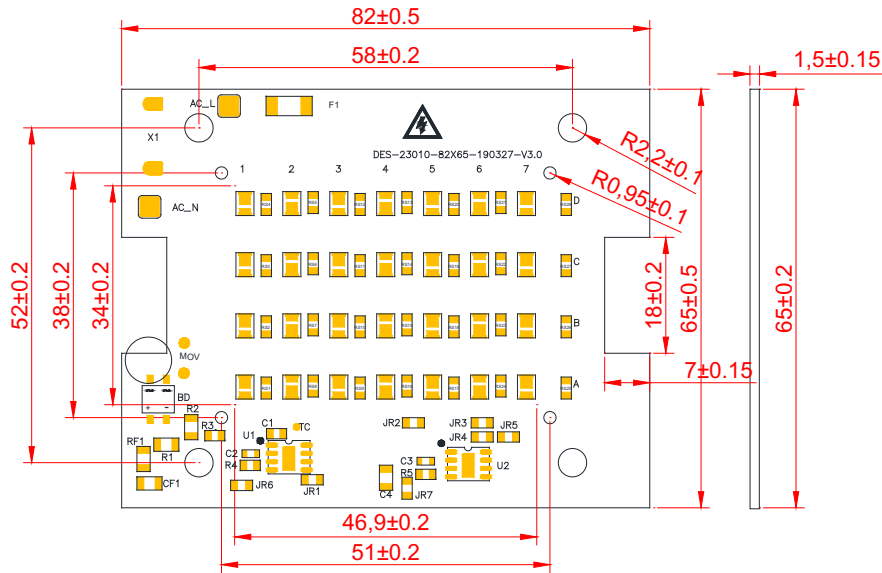 82±0.5
58±0.2
1,5±0.15
AC_L
F1
X1
DES-23010-82X65-190327-V3.0
R2,2±0.1
R0,95±0.1
1 2 3 4 5 6 7
AC_N
D
C
B
A
52±0.2
38±0.2
34±0.2
18±0.2
65±0.5
65±0.2
7±0.15
MOV
BD
+ -
R2
R3
RF1
R1
CF1
C1
TC
U1
C2
R4
JR6
JR1
JR2
JR3
JR4
JR5
C3
R5
U2
C4
JR7
46,9±0.2
51±0.2